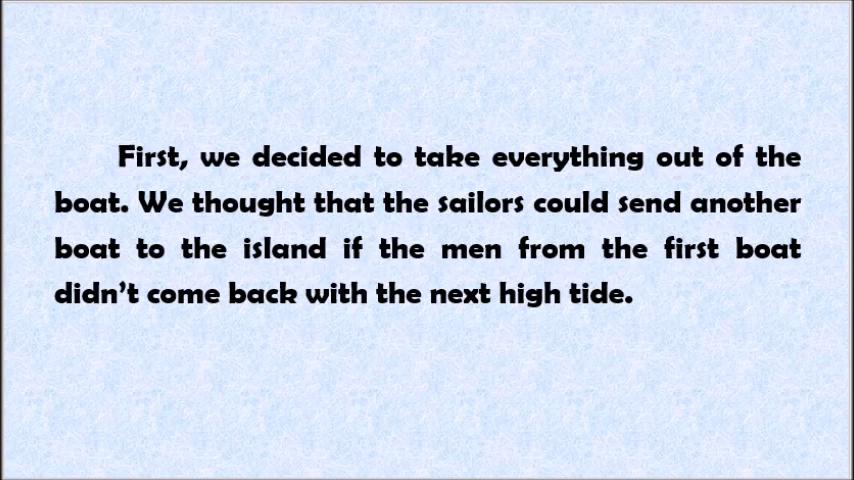 First, we decided to take everything out of the
boat. We thought that the sailors could send another
boat to the island if the men from the first boat
didn’t come back with the next high tide.